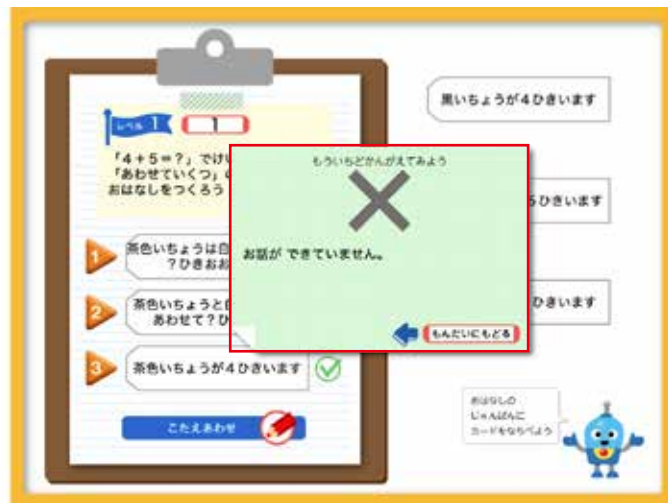 レベル 1
1
「4+5=?」でけい
「あわせていくつ」の
おはなしをつくろう
1
茶色いちょうは白
?ひきおお
2
茶色いちょうと白
あわせて?ひ
3
茶色いちょうが4ひきいます
こたえあわせ
もういちどかんがえてみよう
お話が できていません。
もんだいにもどる
黒いちょうが4ひきいます
5ひきいます
ひきいます
おはなしの
じゅんばんに
カードをならべよう